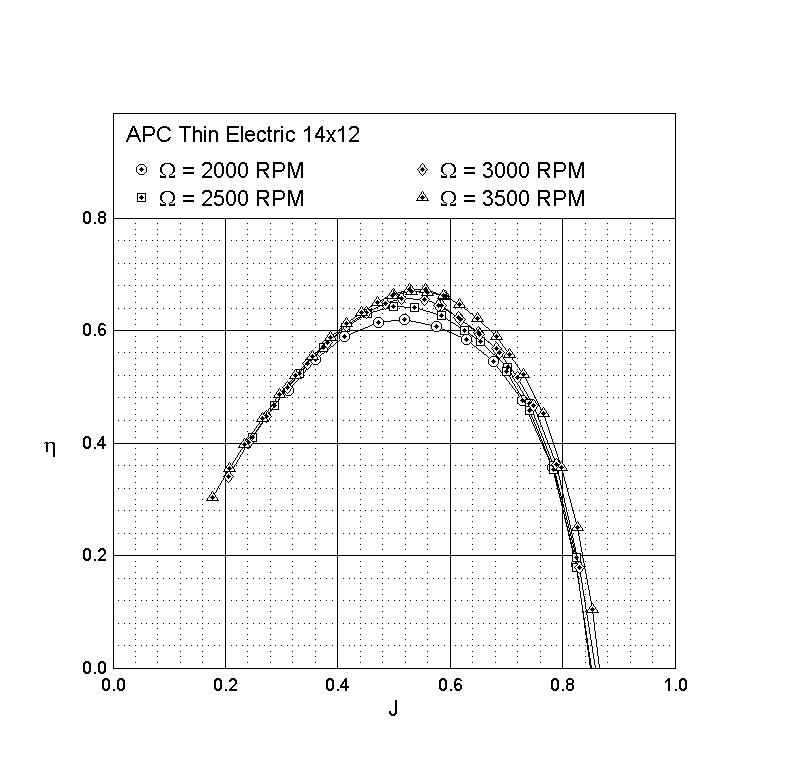 APC Thin Electric 14x12
Ω = 2000 RPM
Ω = 3000 RPM
Ω = 2500 RPM
Ω = 3500 RPM
0.8
0.6
η
0.4
0.2
0.0
0.0 0.2 0.4 0.6 0.8 1.0
J